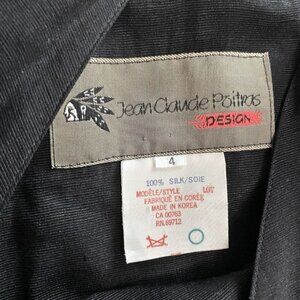 Jean Claude Poitras
DESIGN
4
100% SILK/SOIE
MODÈLE/STYLE LOT
FABRIQUÉ EN CORÉE
MADE IN KOREA
CA 00763
RN.69712